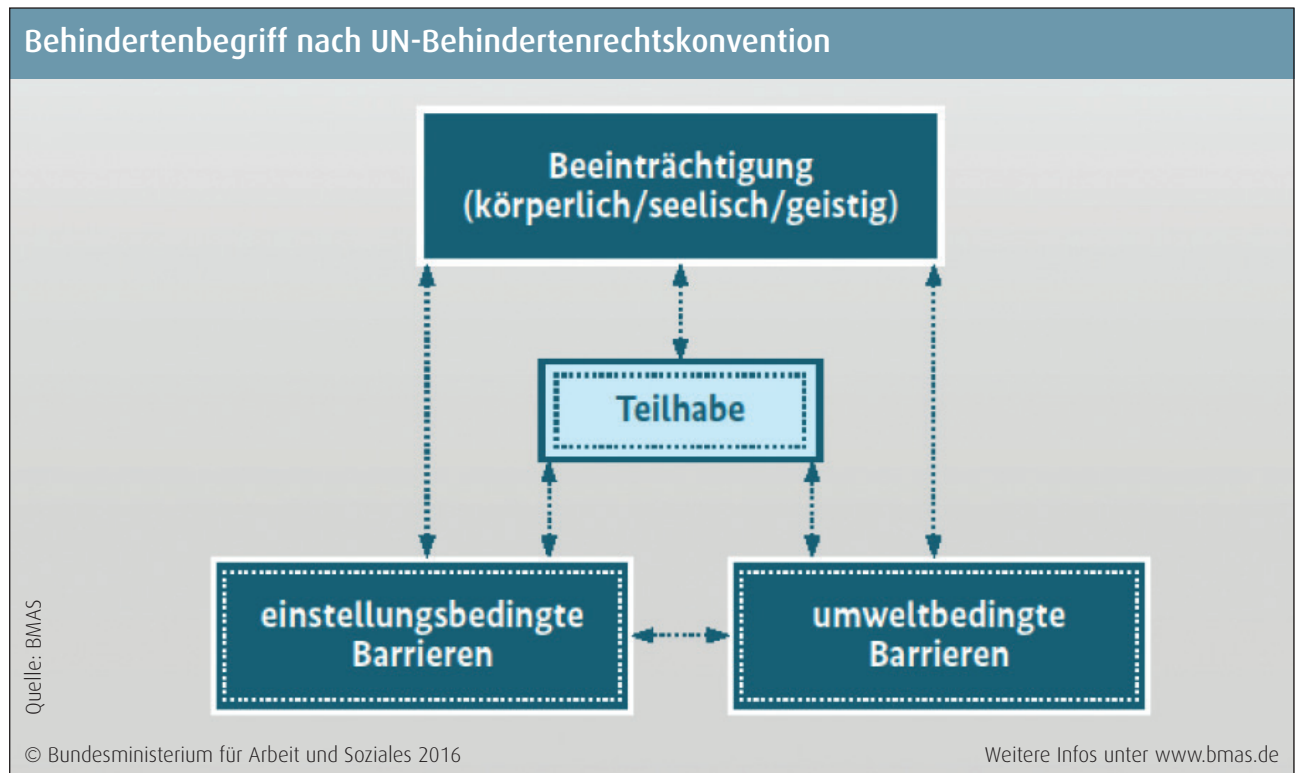 Behindertenbegriff nach UN-Behindertenrechtskonvention
Beeinträchtigung
(körperlich/seelisch/geistig)
Teilhabe
einstellungsbedingte
Barrieren
umweltbedingte
Barrieren
Quelle: BMAS
© Bundesministerium für Arbeit und Soziales 2016
Weitere Infos unter www.bmas.de